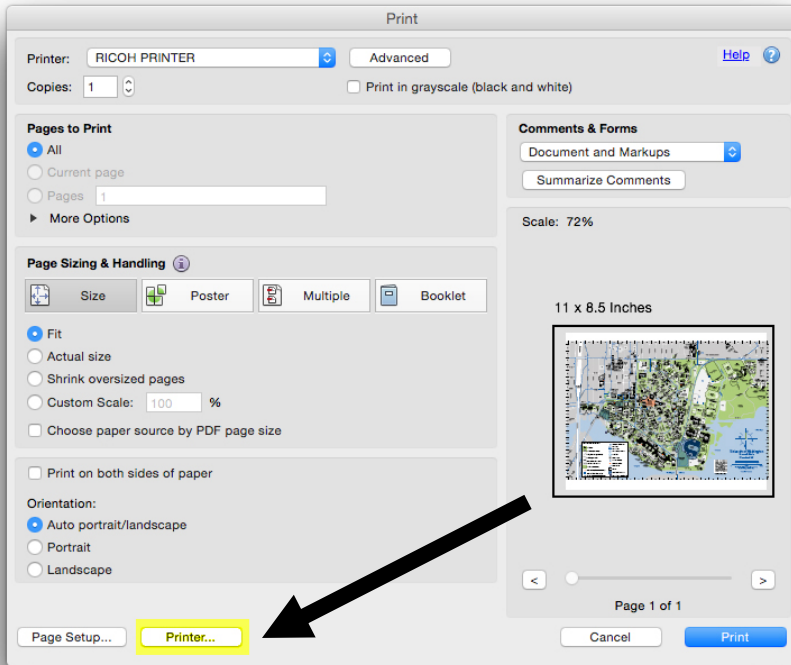 Print
Printer: RICOH PRINTER Advanced Help ?
Copies: 1 Print in grayscale (black and white)
Pages to Print
All
Current page
Pages 1
More Options
Comments & Forms
Document and Markups
Summarize Comments
Scale: 72%
Page Sizing & Handling i
Size Poster Multiple Booklet
Fit
Actual size
Shrink oversized pages
Custom Scale: 100 %
Choose paper source by PDF page size
11 x 8.5 Inches
Print on both sides of paper
Orientation:
Auto portrait/landscape
Portrait
Landscape
< >
Page 1 of 1
Page Setup... Printer... Cancel Print